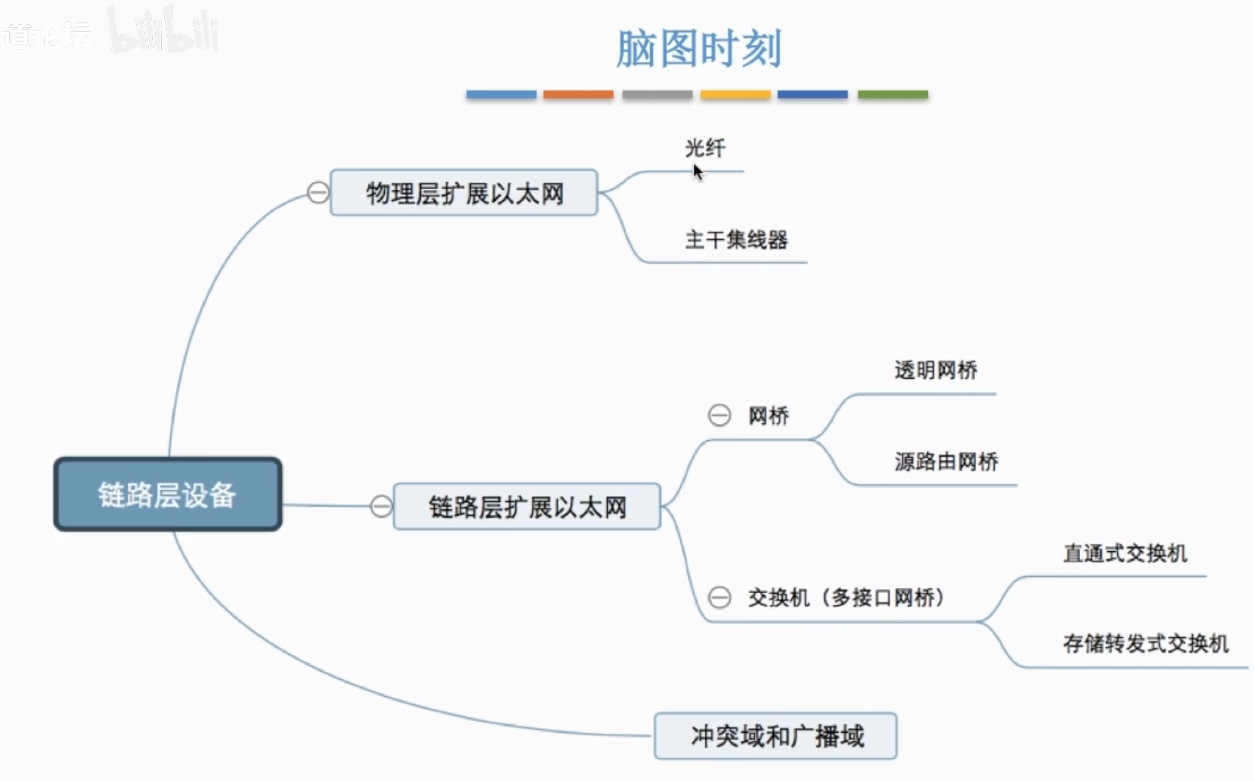 道论坛 bilibili
脑图时刻
物理层扩展以太网
光纤
主干集线器
链路层设备
链路层扩展以太网
网桥
透明网桥
源路由网桥
交换机（多接口网桥）
直通式交换机
存储转发式交换机
冲突域和广播域